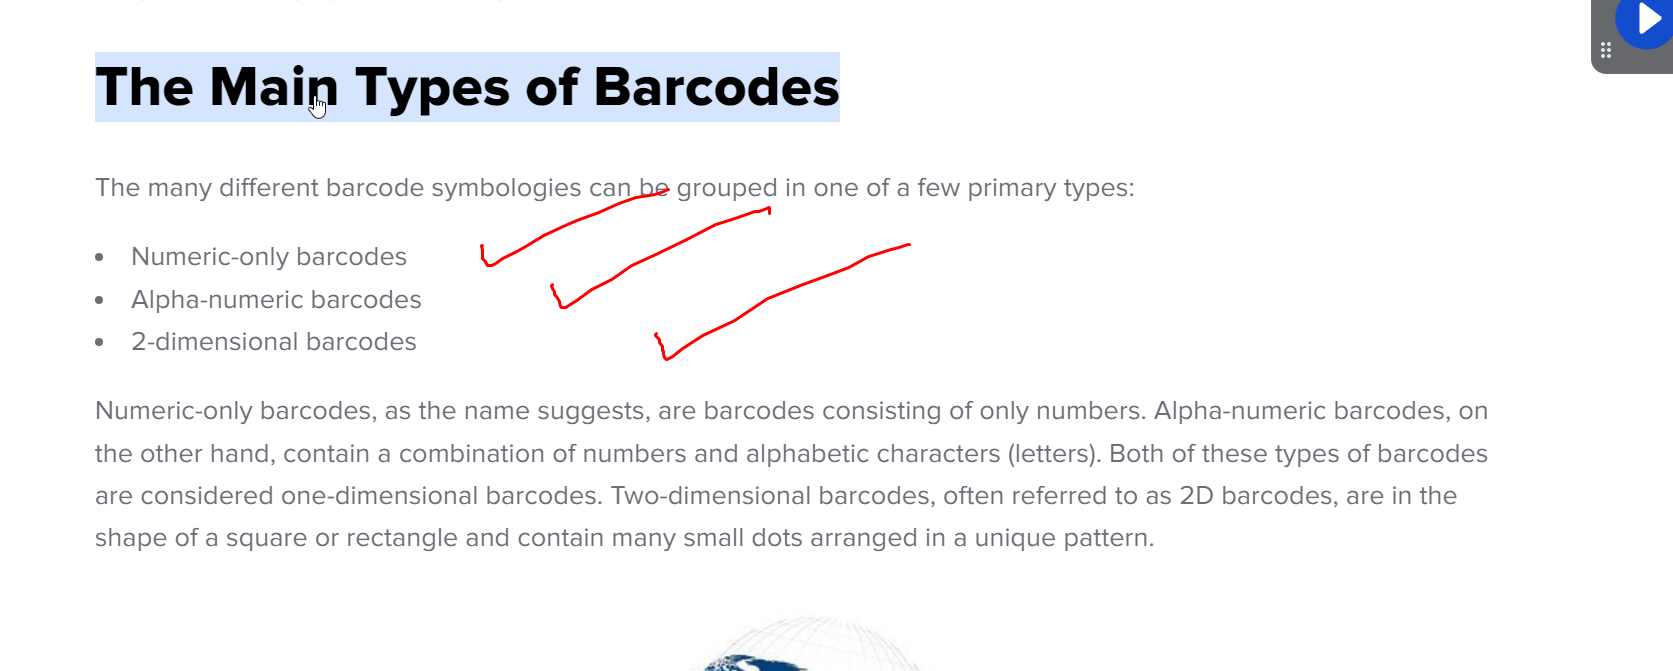 The Main Types of Barcodes
The many different barcode symbologies can be grouped in one of a few primary types:
• Numeric-only barcodes
• Alpha-numeric barcodes
• 2-dimensional barcodes
Numeric-only barcodes, as the name suggests, are barcodes consisting of only numbers. Alpha-numeric barcodes, on
the other hand, contain a combination of numbers and alphabetic characters (letters). Both of these types of barcodes
are considered one-dimensional barcodes. Two-dimensional barcodes, often referred to as 2D barcodes, are in the
shape of a square or rectangle and contain many small dots arranged in a unique pattern.